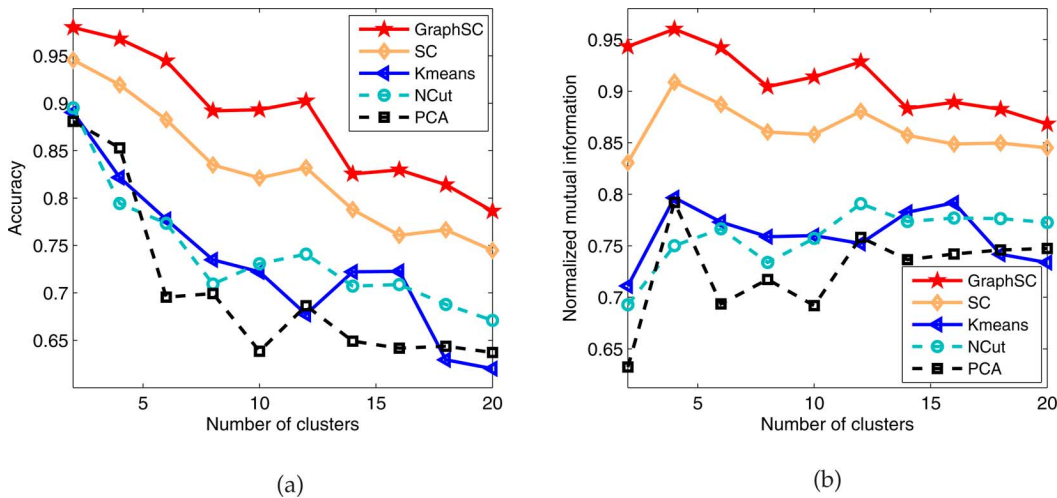 GraphSC
SC
Kmeans
NCut
PCA
0.95
0.9
0.85
0.8
0.75
0.7
0.65
Accuracy
5 10 15 20
Number of clusters
(a)
0.95
0.9
0.85
0.8
0.75
0.7
0.65
Normalized mutual information
GraphSC
SC
Kmeans
NCut
PCA
5 10 15 20
Number of clusters
(b)